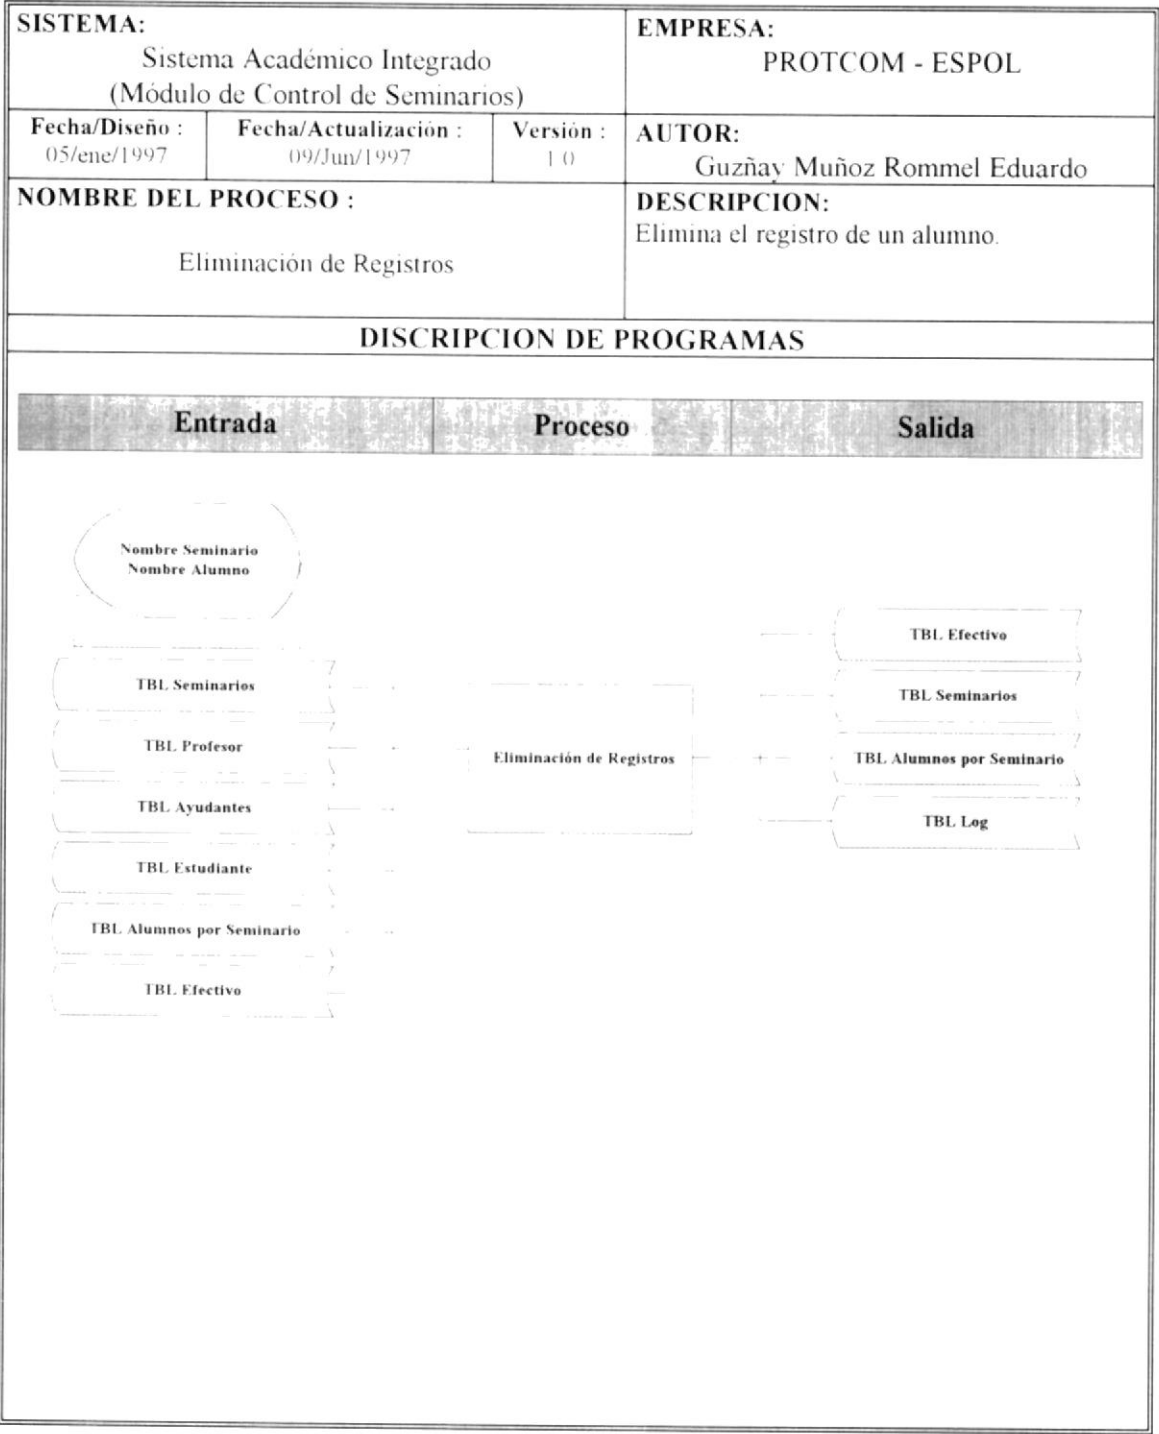 SISTEMA:
Sistema Académico Integrado
(Módulo de Control de Seminarios)
EMPRESA:
PROTCOM - ESPOL
Fecha/Diseño :
05/ene/1997
Fecha/Actualización :
09/Jun/1997
Versión :
1 0
AUTOR:
Guzñay Muñoz Rommel Eduardo
NOMBRE DEL PROCESO :
Eliminación de Registros
DESCRIPCION:
Elimina el registro de un alumno.
DISCRIPCION DE PROGRAMAS
Entrada
Proceso
Salida
Nombre Seminario
Nombre Alumno
TBL Seminarios
TBL Profesor
TBL Ayudantes
TBL Estudiante
TBL Alumnos por Seminario
TBL Efectivo
Eliminación de Registros
TBL Efectivo
TBL Seminarios
TBL Alumnos por Seminario
TBL Log